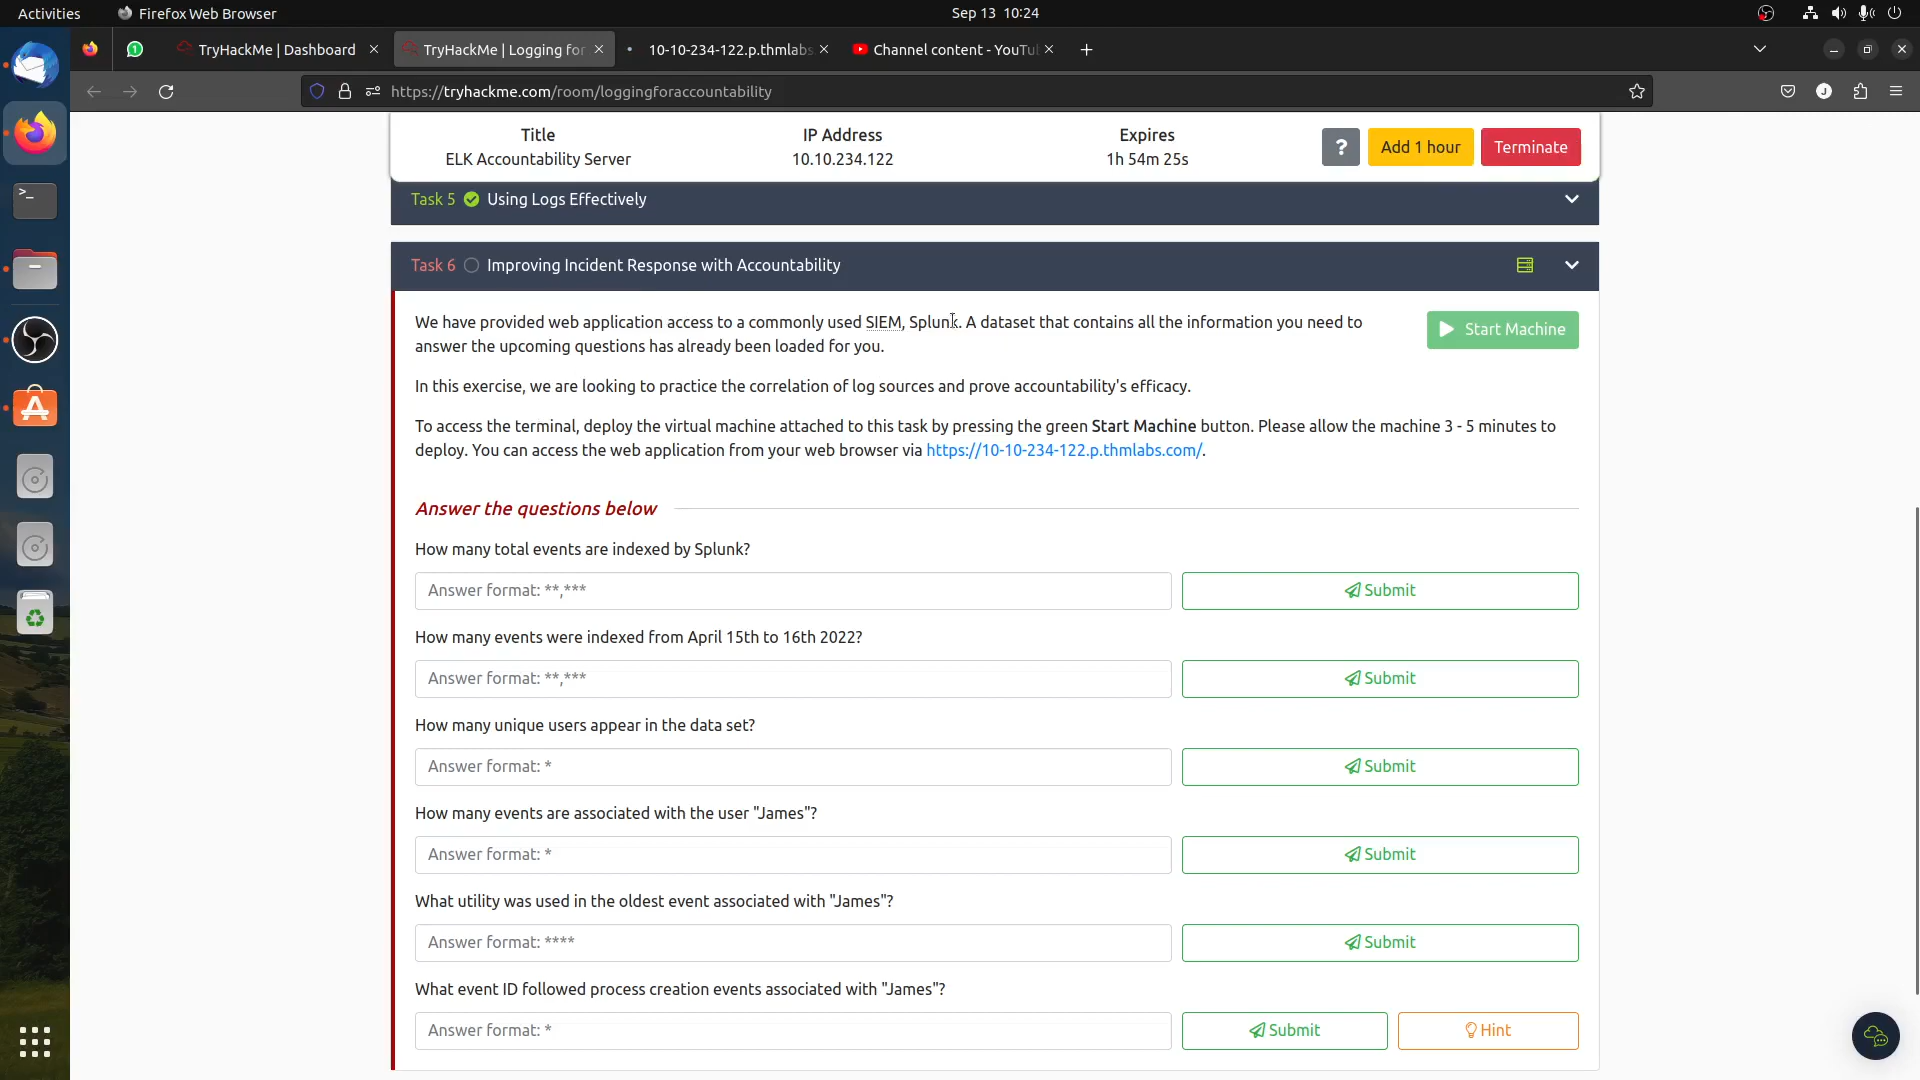 Activities
Firefox Web Browser
Sep 13 10:24
TryHackMe | Dashboard
TryHackMe | Logging for
10-10-234-122.p.thmlabs.
Channel content - YouTu
https://tryhackme.com/room/loggingforaccountability
Title
IP Address
Expires
ELK Accountability Server
10.10.234.122
1h 54m 25s
?
Add 1 hour
Terminate
Task 5 Using Logs Effectively
Task 6 Improving Incident Response with Accountability
We have provided web application access to a commonly used SIEM, Splunk. A dataset that contains all the information you need to
answer the upcoming questions has already been loaded for you.
Start Machine
In this exercise, we are looking to practice the correlation of log sources and prove accountability's efficacy.
To access the terminal, deploy the virtual machine attached to this task by pressing the green Start Machine button. Please allow the machine 3 - 5 minutes to
deploy. You can access the web application from your web browser via https://10-10-234-122.p.thmlabs.com/.
Answer the questions below
How many total events are indexed by Splunk?
Answer format: **,***
Submit
How many events were indexed from April 15th to 16th 2022?
Answer format: **,***
Submit
How many unique users appear in the data set?
Answer format: *
Submit
How many events are associated with the user "James"?
Answer format: *
Submit
What utility was used in the oldest event associated with "James"?
Answer format: ****
Submit
What event ID followed process creation events associated with "James"?
Answer format: *
Submit
Hint